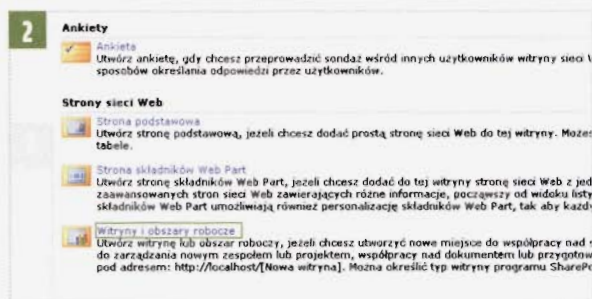 2
Ankiety
Ankieta
Utwórz ankietę, gdy chcesz przeprowadzić sondaż wśród innych użytkowników witryny sieci
sposobów określania odpowiedzi przez użytkowników.
Strony sieci Web
Strona podstawowa
Utwórz stronę podstawową, jeżeli chcesz dodać prostą stronę sieci Web do tej witryny.
tabele.
Strona składników Web Part
Utwórz stronę składników Web Part, jeżeli chcesz dodać do tej witryny stronę sieci Web z
zaawansowanych stron sieci Web zawierających różne informacje, począwszy od widoku listy
składników Web Part umożliwiają również personalizację składników Web Part, tak aby
Witryny i obszary robocze
Utwórz witrynę lub obszar roboczy, jeżeli chcesz utworzyć nowe miejsce do współpracy nad
do zarządzania nowym zespołem lub projektem, współpracy nad dokumentem lub
pod adresem: http://localhost/[Nowa witryna]. Można określić typ witryny programu